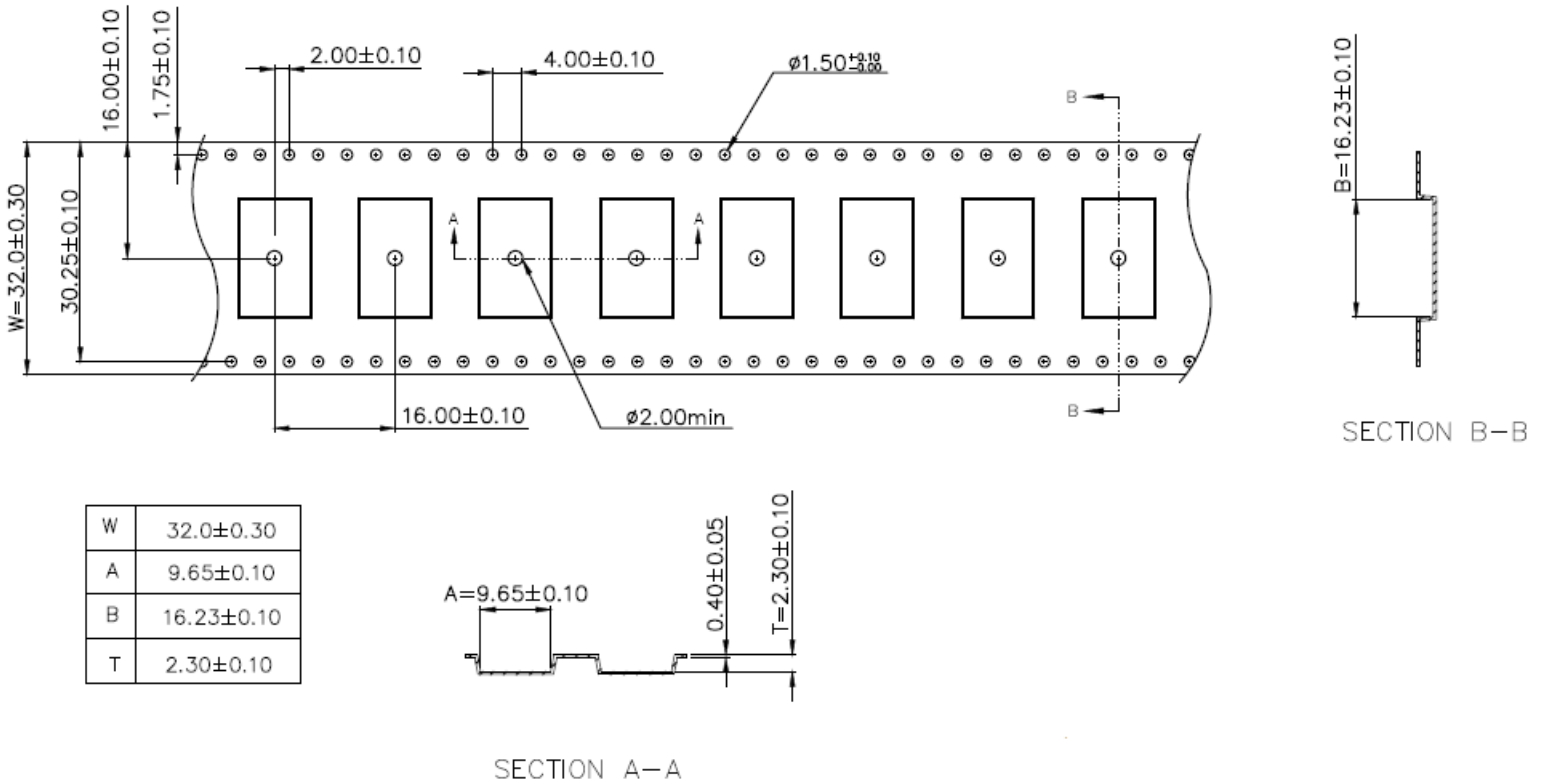 16.00±0.10
1.75±0.10
2.00±0.10
4.00±0.10
ø1.50+0.10 -0.00
B
B=16.23±0.10
W=32.0±0.30
30.25±0.10
A
A
16.00±0.10
ø2.00min
B
SECTION B-B
W 32.0±0.30
A 9.65±0.10
B 16.23±0.10
T 2.30±0.10
A=9.65±0.10
0.40±0.05
T=2.30±0.10
SECTION A-A